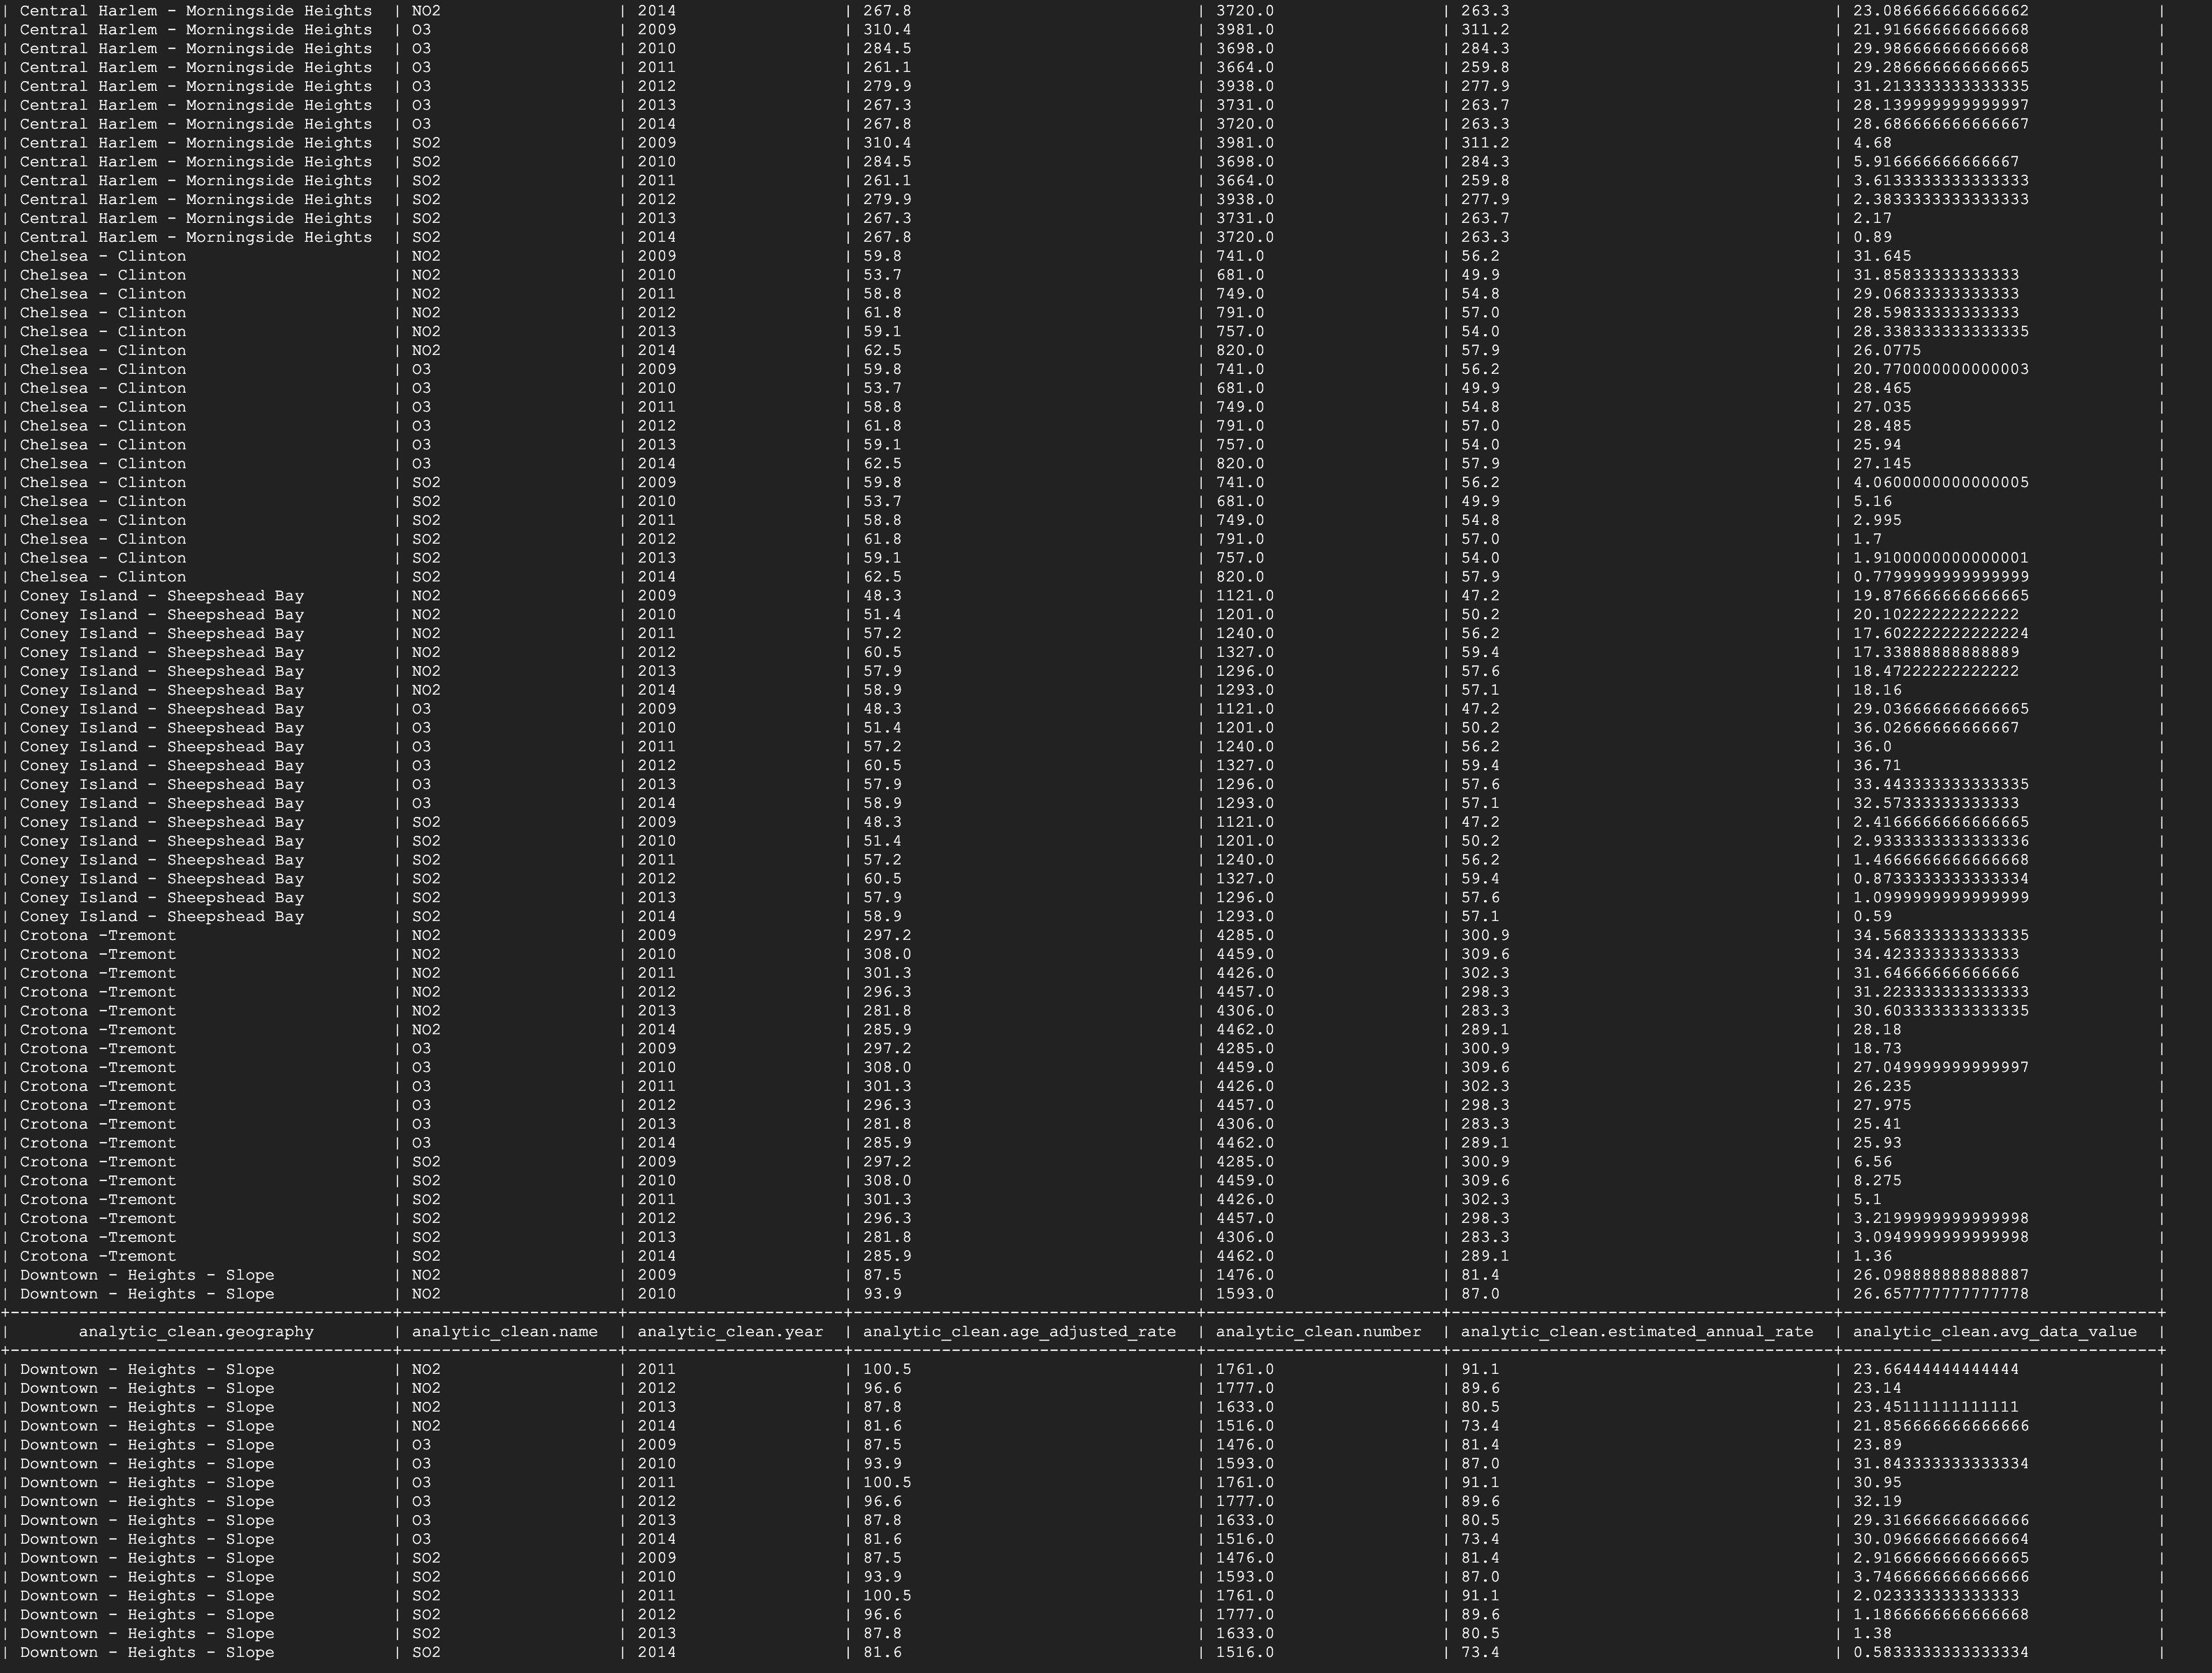 | Central Harlem - Morningside Heights | NO2 | 2014 | 267.8 | 3720.0 | 263.3 | 23.086666666666662 |
| Central Harlem - Morningside Heights | O3 | 2009 | 310.4 | 3981.0 | 311.2 | 21.916666666666668 |
| Central Harlem - Morningside Heights | O3 | 2010 | 284.5 | 3698.0 | 284.3 | 29.986666666666668 |
| Central Harlem - Morningside Heights | O3 | 2011 | 261.1 | 3664.0 | 259.8 | 29.286666666666665 |
| Central Harlem - Morningside Heights | O3 | 2012 | 279.9 | 3938.0 | 277.9 | 31.213333333333335 |
| Central Harlem - Morningside Heights | O3 | 2013 | 267.3 | 3731.0 | 263.7 | 28.139999999999997 |
| Central Harlem - Morningside Heights | O3 | 2014 | 267.8 | 3720.0 | 263.3 | 28.686666666666667 |
| Central Harlem - Morningside Heights | SO2 | 2009 | 310.4 | 3981.0 | 311.2 | 4.68 |
| Central Harlem - Morningside Heights | SO2 | 2010 | 284.5 | 3698.0 | 284.3 | 5.916666666666667 |
| Central Harlem - Morningside Heights | SO2 | 2011 | 261.1 | 3664.0 | 259.8 | 3.6133333333333333 |
| Central Harlem - Morningside Heights | SO2 | 2012 | 279.9 | 3938.0 | 277.9 | 2.3833333333333333 |
| Central Harlem - Morningside Heights | SO2 | 2013 | 267.3 | 3731.0 | 263.7 | 2.17 |
| Central Harlem - Morningside Heights | SO2 | 2014 | 267.8 | 3720.0 | 263.3 | 0.89 |
| Chelsea - Clinton | NO2 | 2009 | 59.8 | 741.0 | 56.2 | 31.645 |
| Chelsea - Clinton | NO2 | 2010 | 53.7 | 681.0 | 49.9 | 31.85833333333333 |
| Chelsea - Clinton | NO2 | 2011 | 58.8 | 749.0 | 54.8 | 29.06833333333333 |
| Chelsea - Clinton | NO2 | 2012 | 61.8 | 791.0 | 57.0 | 28.59833333333333 |
| Chelsea - Clinton | NO2 | 2013 | 59.1 | 757.0 | 54.0 | 28.338333333333335 |
| Chelsea - Clinton | NO2 | 2014 | 62.5 | 820.0 | 57.9 | 26.0775 |
| Chelsea - Clinton | O3 | 2009 | 59.8 | 741.0 | 56.2 | 20.770000000000003 |
| Chelsea - Clinton | O3 | 2010 | 53.7 | 681.0 | 49.9 | 28.465 |
| Chelsea - Clinton | O3 | 2011 | 58.8 | 749.0 | 54.8 | 27.035 |
| Chelsea - Clinton | O3 | 2012 | 61.8 | 791.0 | 57.0 | 28.485 |
| Chelsea - Clinton | O3 | 2013 | 59.1 | 757.0 | 54.0 | 25.94 |
| Chelsea - Clinton | O3 | 2014 | 62.5 | 820.0 | 57.9 | 27.145 |
| Chelsea - Clinton | SO2 | 2009 | 59.8 | 741.0 | 56.2 | 4.0600000000000005 |
| Chelsea - Clinton | SO2 | 2010 | 53.7 | 681.0 | 49.9 | 5.16 |
| Chelsea - Clinton | SO2 | 2011 | 58.8 | 749.0 | 54.8 | 2.995 |
| Chelsea - Clinton | SO2 | 2012 | 61.8 | 791.0 | 57.0 | 1.7 |
| Chelsea - Clinton | SO2 | 2013 | 59.1 | 757.0 | 54.0 | 1.9100000000000001 |
| Chelsea - Clinton | SO2 | 2014 | 62.5 | 820.0 | 57.9 | 0.7799999999999999 |
| Coney Island - Sheepshead Bay | NO2 | 2009 | 48.3 | 1121.0 | 47.2 | 19.876666666666665 |
| Coney Island - Sheepshead Bay | NO2 | 2010 | 51.4 | 1201.0 | 50.2 | 20.10222222222222 |
| Coney Island - Sheepshead Bay | NO2 | 2011 | 57.2 | 1240.0 | 56.2 | 17.602222222222224 |
| Coney Island - Sheepshead Bay | NO2 | 2012 | 60.5 | 1327.0 | 59.4 | 17.33888888888889 |
| Coney Island - Sheepshead Bay | NO2 | 2013 | 57.9 | 1296.0 | 57.6 | 18.47222222222222 |
| Coney Island - Sheepshead Bay | NO2 | 2014 | 58.9 | 1293.0 | 57.1 | 18.16 |
| Coney Island - Sheepshead Bay | O3 | 2009 | 48.3 | 1121.0 | 47.2 | 29.036666666666665 |
| Coney Island - Sheepshead Bay | O3 | 2010 | 51.4 | 1201.0 | 50.2 | 36.02666666666667 |
| Coney Island - Sheepshead Bay | O3 | 2011 | 57.2 | 1240.0 | 56.2 | 36.0 |
| Coney Island - Sheepshead Bay | O3 | 2012 | 60.5 | 1327.0 | 59.4 | 36.71 |
| Coney Island - Sheepshead Bay | O3 | 2013 | 57.9 | 1296.0 | 57.6 | 33.443333333333335 |
| Coney Island - Sheepshead Bay | O3 | 2014 | 58.9 | 1293.0 | 57.1 | 32.57333333333333 |
| Coney Island - Sheepshead Bay | SO2 | 2009 | 48.3 | 1121.0 | 47.2 | 2.4166666666666665 |
| Coney Island - Sheepshead Bay | SO2 | 2010 | 51.4 | 1201.0 | 50.2 | 2.9333333333333336 |
| Coney Island - Sheepshead Bay | SO2 | 2011 | 57.2 | 1240.0 | 56.2 | 1.4666666666666668 |
| Coney Island - Sheepshead Bay | SO2 | 2012 | 60.5 | 1327.0 | 59.4 | 0.8733333333333334 |
| Coney Island - Sheepshead Bay | SO2 | 2013 | 57.9 | 1296.0 | 57.6 | 1.0999999999999999 |
| Coney Island - Sheepshead Bay | SO2 | 2014 | 58.9 | 1293.0 | 57.1 | 0.59 |
| Crotona -Tremont | NO2 | 2009 | 297.2 | 4285.0 | 300.9 | 34.568333333333335 |
| Crotona -Tremont | NO2 | 2010 | 308.0 | 4459.0 | 309.6 | 34.42333333333333 |
| Crotona -Tremont | NO2 | 2011 | 301.3 | 4426.0 | 302.3 | 31.64666666666666 |
| Crotona -Tremont | NO2 | 2012 | 296.3 | 4457.0 | 298.3 | 31.223333333333333 |
| Crotona -Tremont | NO2 | 2013 | 281.8 | 4306.0 | 283.3 | 30.603333333333335 |
| Crotona -Tremont | NO2 | 2014 | 285.9 | 4462.0 | 289.1 | 28.18 |
| Crotona -Tremont | O3 | 2009 | 297.2 | 4285.0 | 300.9 | 18.73 |
| Crotona -Tremont | O3 | 2010 | 308.0 | 4459.0 | 309.6 | 27.049999999999997 |
| Crotona -Tremont | O3 | 2011 | 301.3 | 4426.0 | 302.3 | 26.235 |
| Crotona -Tremont | O3 | 2012 | 296.3 | 4457.0 | 298.3 | 27.975 |
| Crotona -Tremont | O3 | 2013 | 281.8 | 4306.0 | 283.3 | 25.41 |
| Crotona -Tremont | O3 | 2014 | 285.9 | 4462.0 | 289.1 | 25.93 |
| Crotona -Tremont | SO2 | 2009 | 297.2 | 4285.0 | 300.9 | 6.56 |
| Crotona -Tremont | SO2 | 2010 | 308.0 | 4459.0 | 309.6 | 8.275 |
| Crotona -Tremont | SO2 | 2011 | 301.3 | 4426.0 | 302.3 | 5.1 |
| Crotona -Tremont | SO2 | 2012 | 296.3 | 4457.0 | 298.3 | 3.2199999999999998 |
| Crotona -Tremont | SO2 | 2013 | 281.8 | 4306.0 | 283.3 | 3.0949999999999998 |
| Crotona -Tremont | SO2 | 2014 | 285.9 | 4462.0 | 289.1 | 1.36 |
| Downtown - Heights - Slope | NO2 | 2009 | 87.5 | 1476.0 | 81.4 | 26.098888888888887 |
| Downtown - Heights - Slope | NO2 | 2010 | 93.9 | 1593.0 | 87.0 | 26.657777777777778 |
| analytic_clean.geography | analytic_clean.name | analytic_clean.year | analytic_clean.age_adjusted_rate | analytic_clean.number | analytic_clean.estimated_annual_rate | analytic_clean.avg_data_value |
| Downtown - Heights - Slope | NO2 | 2011 | 100.5 | 1761.0 | 91.1 | 23.66444444444444 |
| Downtown - Heights - Slope | NO2 | 2012 | 96.6 | 1777.0 | 89.6 | 23.14 |
| Downtown - Heights - Slope | NO2 | 2013 | 87.8 | 1633.0 | 80.5 | 23.45111111111111 |
| Downtown - Heights - Slope | NO2 | 2014 | 81.6 | 1516.0 | 73.4 | 21.856666666666666 |
| Downtown - Heights - Slope | O3 | 2009 | 87.5 | 1476.0 | 81.4 | 23.89 |
| Downtown - Heights - Slope | O3 | 2010 | 93.9 | 1593.0 | 87.0 | 31.843333333333334 |
| Downtown - Heights - Slope | O3 | 2011 | 100.5 | 1761.0 | 91.1 | 30.95 |
| Downtown - Heights - Slope | O3 | 2012 | 96.6 | 1777.0 | 89.6 | 32.19 |
| Downtown - Heights - Slope | O3 | 2013 | 87.8 | 1633.0 | 80.5 | 29.316666666666666 |
| Downtown - Heights - Slope | O3 | 2014 | 81.6 | 1516.0 | 73.4 | 30.096666666666664 |
| Downtown - Heights - Slope | SO2 | 2009 | 87.5 | 1476.0 | 81.4 | 2.9166666666666665 |
| Downtown - Heights - Slope | SO2 | 2010 | 93.9 | 1593.0 | 87.0 | 3.7466666666666666 |
| Downtown - Heights - Slope | SO2 | 2011 | 100.5 | 1761.0 | 91.1 | 2.023333333333333 |
| Downtown - Heights - Slope | SO2 | 2012 | 96.6 | 1777.0 | 89.6 | 1.1866666666666668 |
| Downtown - Heights - Slope | SO2 | 2013 | 87.8 | 1633.0 | 80.5 | 1.38 |
| Downtown - Heights - Slope | SO2 | 2014 | 81.6 | 1516.0 | 73.4 | 0.5833333333333334 |